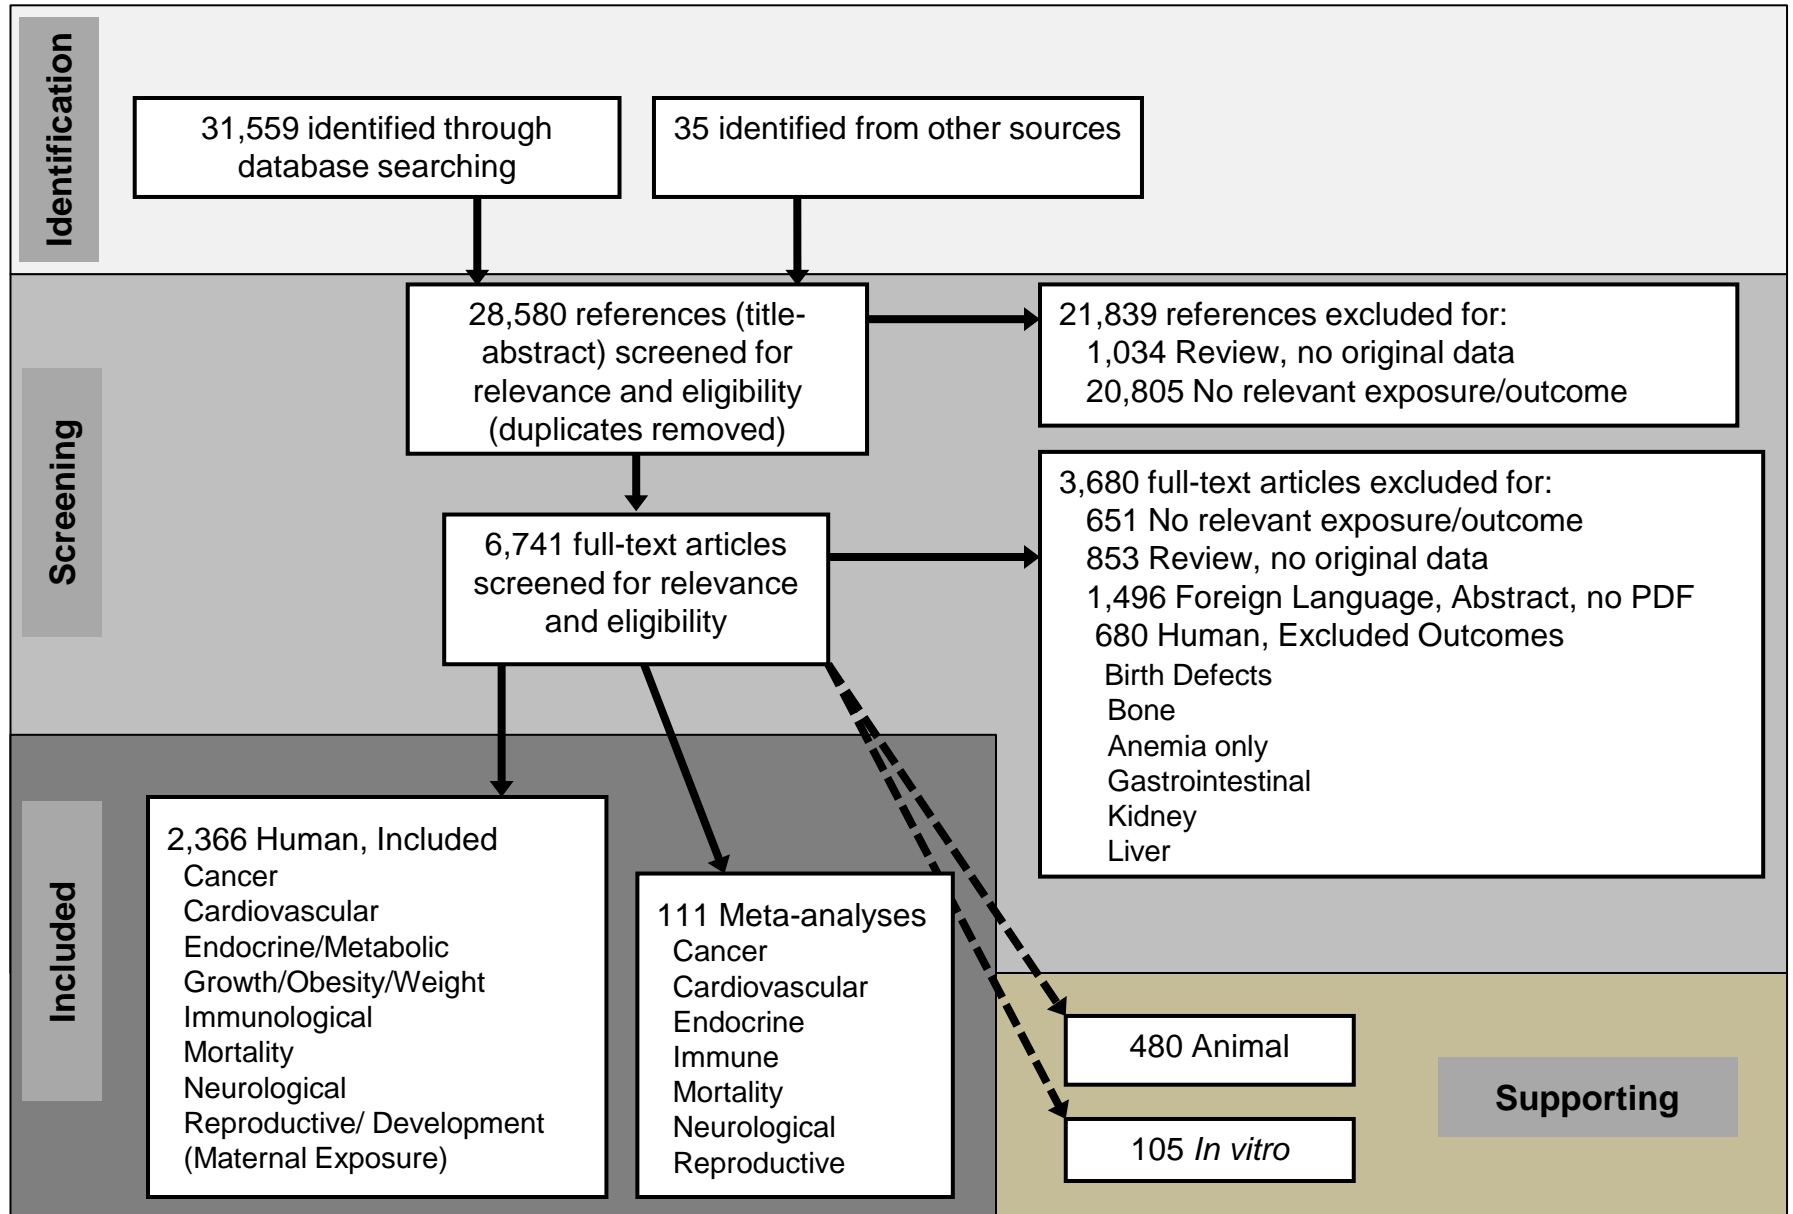 Identification
31,559 identified through
database searching
35 identified from other sources
Screening
28,580 references (title-
abstract) screened for
relevance and eligibility
(duplicates removed)
21,839 references excluded for:
1,034 Review, no original data
20,805 No relevant exposure/outcome
6,741 full-text articles
screened for relevance
and eligibility
3,680 full-text articles excluded for:
651 No relevant exposure/outcome
853 Review, no original data
1,496 Foreign Language, Abstract, no PDF
680 Human, Excluded Outcomes
Birth Defects
Bone
Anemia only
Gastrointestinal
Kidney
Liver
Included
2,366 Human, Included
Cancer
Cardiovascular
Endocrine/Metabolic
Growth/Obesity/Weight
Immunological
Mortality
Neurological
Reproductive/ Development
(Maternal Exposure)
111 Meta-analyses
Cancer
Cardiovascular
Endocrine
Immune
Mortality
Neurological
Reproductive
480 Animal
105 In vitro
Supporting